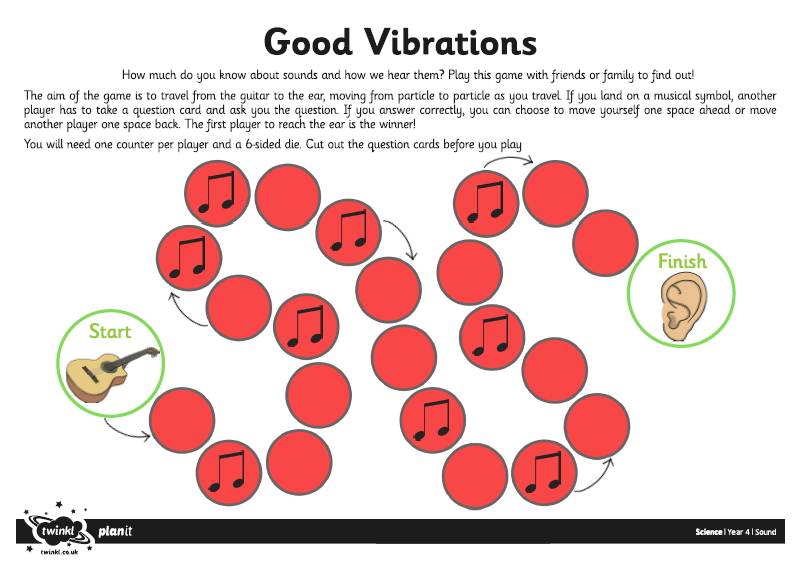 Good Vibrations
How much do you know about sounds and how we hear them? Play this game with friends or family to find out!
The aim of the game is to travel from the guitar to the ear, moving from particle to particle as you travel. If you land on a musical symbol, another
player has to take a question card and ask you the question. If you answer correctly, you can choose to move yourself one space ahead or move
another player one space back. The first player to reach the ear is the winner!
You will need one counter per player and a 6-sided die. Cut out the question cards before you play
Finish
Start
twinkl planit
twinkl.co.uk
Science | Year 4 | Sound